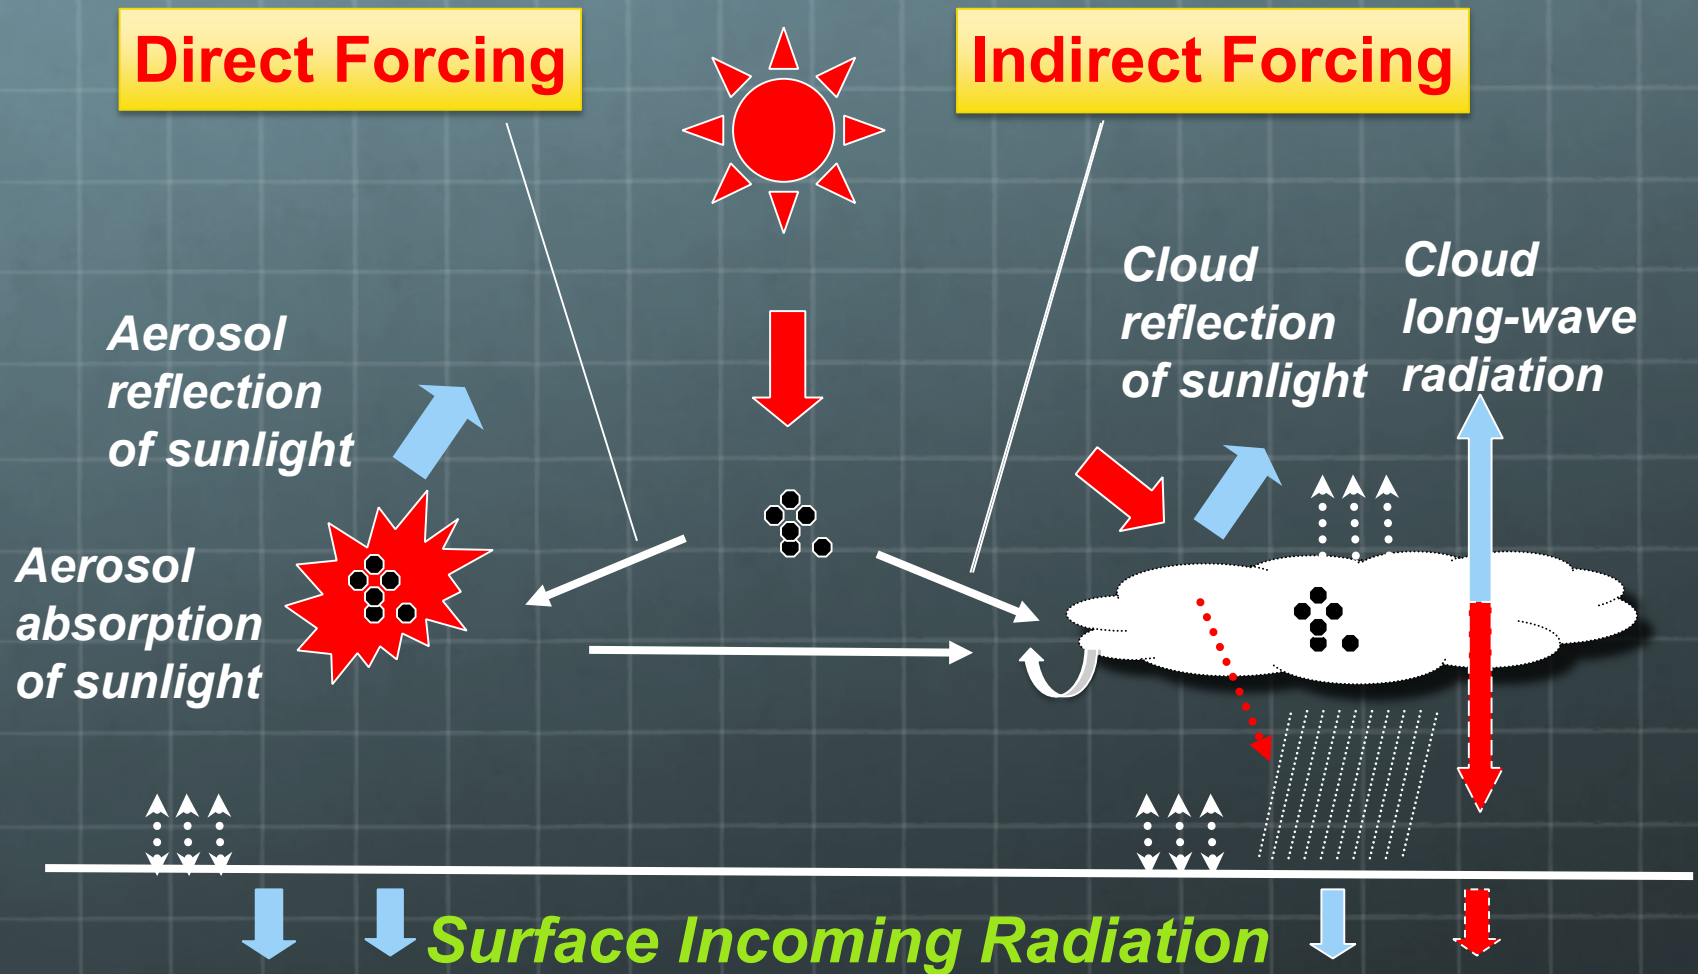 Direct Forcing
Indirect Forcing
Aerosol
reflection
of sunlight
Cloud
reflection
of sunlight
Cloud
long-wave
radiation
Aerosol
absorption
of sunlight
Surface Incoming Radiation